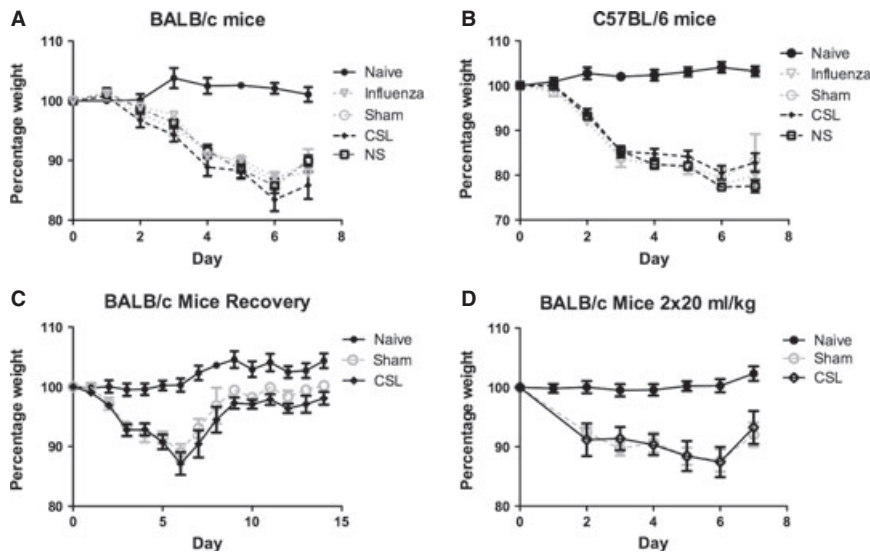 A
BALB/c mice
Percentage weight
110
100
90
80
0 2 4 6 8
Day
Naive
Influenza
Sham
CSL
NS
B
C57BL/6 mice
Percentage weight
110
100
90
80
70
0 2 4 6 8
Day
Naive
Influenza
Sham
CSL
NS
C
BALB/c Mice Recovery
Percentage weight
110
100
90
80
0 5 10 15
Day
Naive
Sham
CSL
D
BALB/c Mice 2x20 ml/kg
Percentage weight
110
100
90
80
0 2 4 6 8
Day
Naive
Sham
CSL